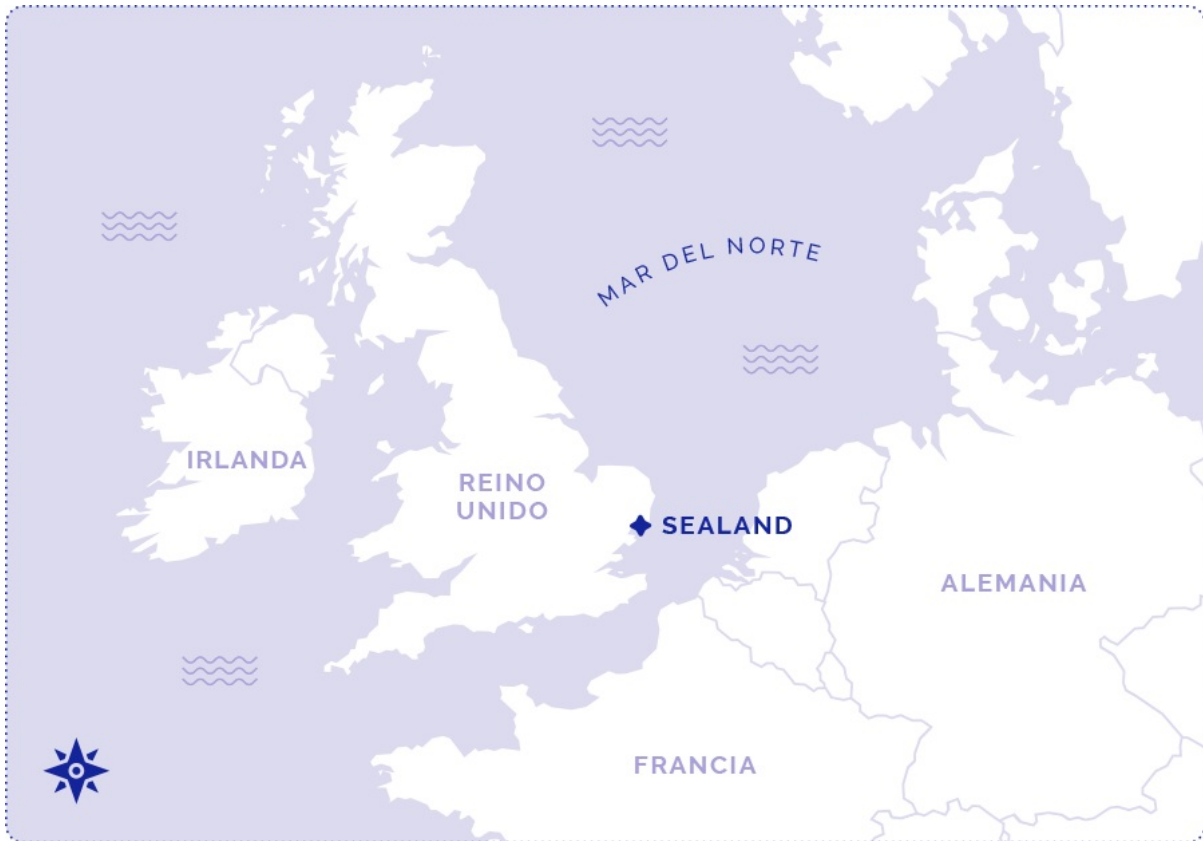 MAR DEL NORTE
IRLANDA
REINO
UNIDO
SEALAND
ALEMANIA
FRANCIA